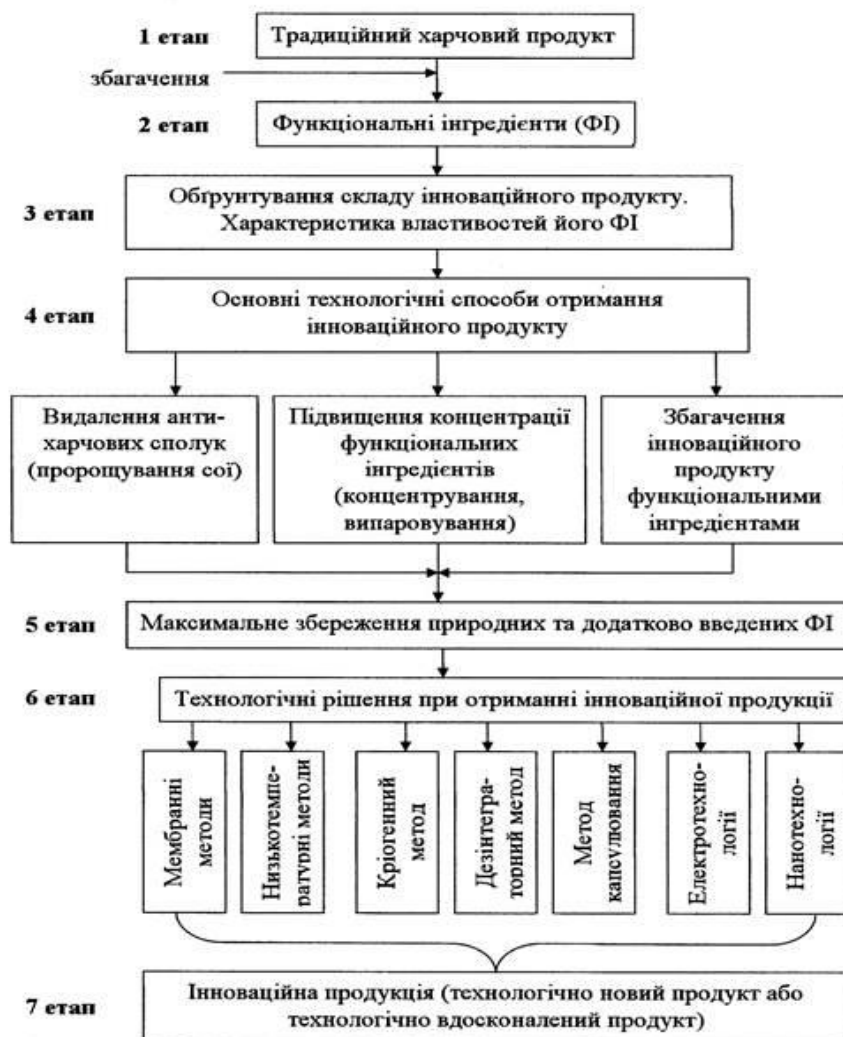 1 етап
Традиційний харчовий продукт
збагачення
2 етап
Функціональні інгредієнти (ФІ)
3 етап
Обґрунтування складу інноваційного продукту.
Характеристика властивостей його ФІ
4 етап
Основні технологічні способи отримання
інноваційного продукту
Видалення анти-
харчових сполук
(пророщування сої)
Підвищення концентрації
функціональних
інгредієнтів
(концентрування,
випаровування)
Збагачення
інноваційного
продукту
функціональними
інгредієнтами
5 етап
Максимальне збереження природних та додатково введених ФІ
6 етап
Технологічні рішення при отриманні інноваційної продукції
Мембранні
методи
Низькотемпе-
ратурні методи
Кріогенний
метод
Дезінтегра-
торний метод
Метод
капсулювання
Електротехно-
логії
Нанотехно-
логії
7 етап
Інноваційна продукція (технологічно новий продукт або
технологічно вдосконалений продукт)